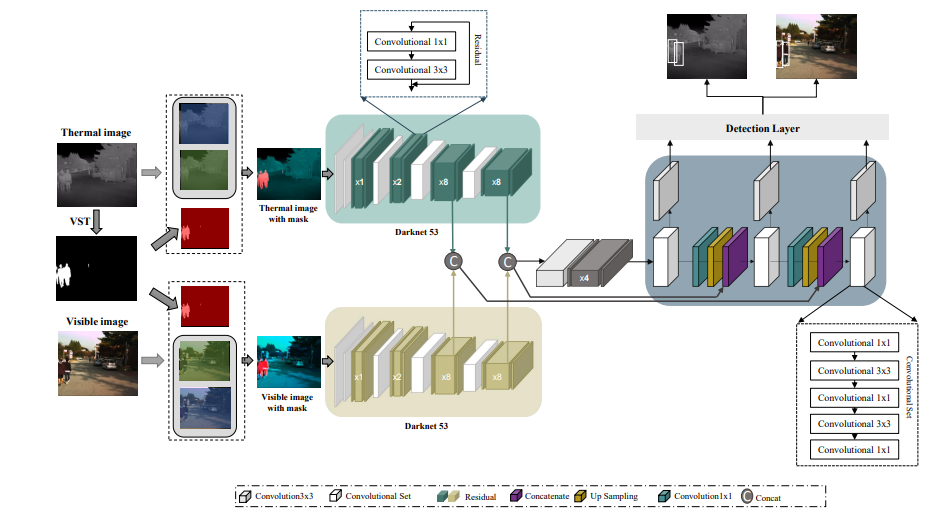 Convolutional 1x1
Convolutional 3x3
Residual
Detection Layer
Thermal image
VST
Thermal image
with mask
x1
x2
x8
x8
Darknet 53
C
C
x4
Visible image
Visible image
with mask
x1
x2
x8
x8
Darknet 53
Convolutional 1x1
Convolutional 3x3
Convolutional 1x1
Convolutional 3x3
Convolutional 1x1
Convolutional Set
Convolution3x3
Convolutional Set
Residual
Concatenate
Up Sampling
Convolution1x1
C
Concat